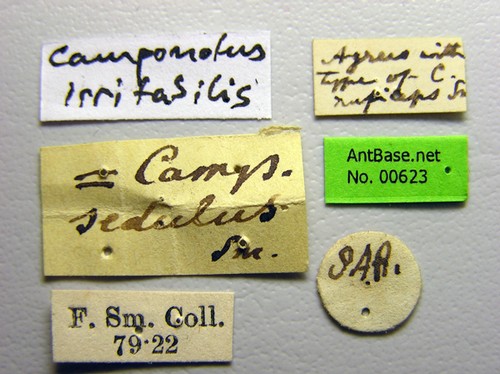 Camponotus
irritabilis
Agrees with
type of C.
ruficeps Sm
= Camp.
sedulus
Sm.
AntBase.net
No. 00623
SAR.
F. Sm. Coll.
79·22